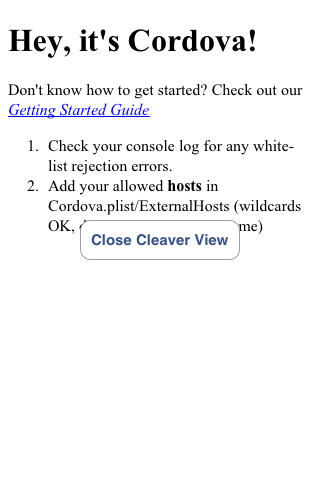 Hey, it's Cordova!
Don't know how to get started? Check out our
Getting Started Guide
1. Check your console log for any white-
list rejection errors.
2. Add your allowed hosts in
Cordova.plist/ExternalHosts (wildcards
OK, me)
Close Cleaver View